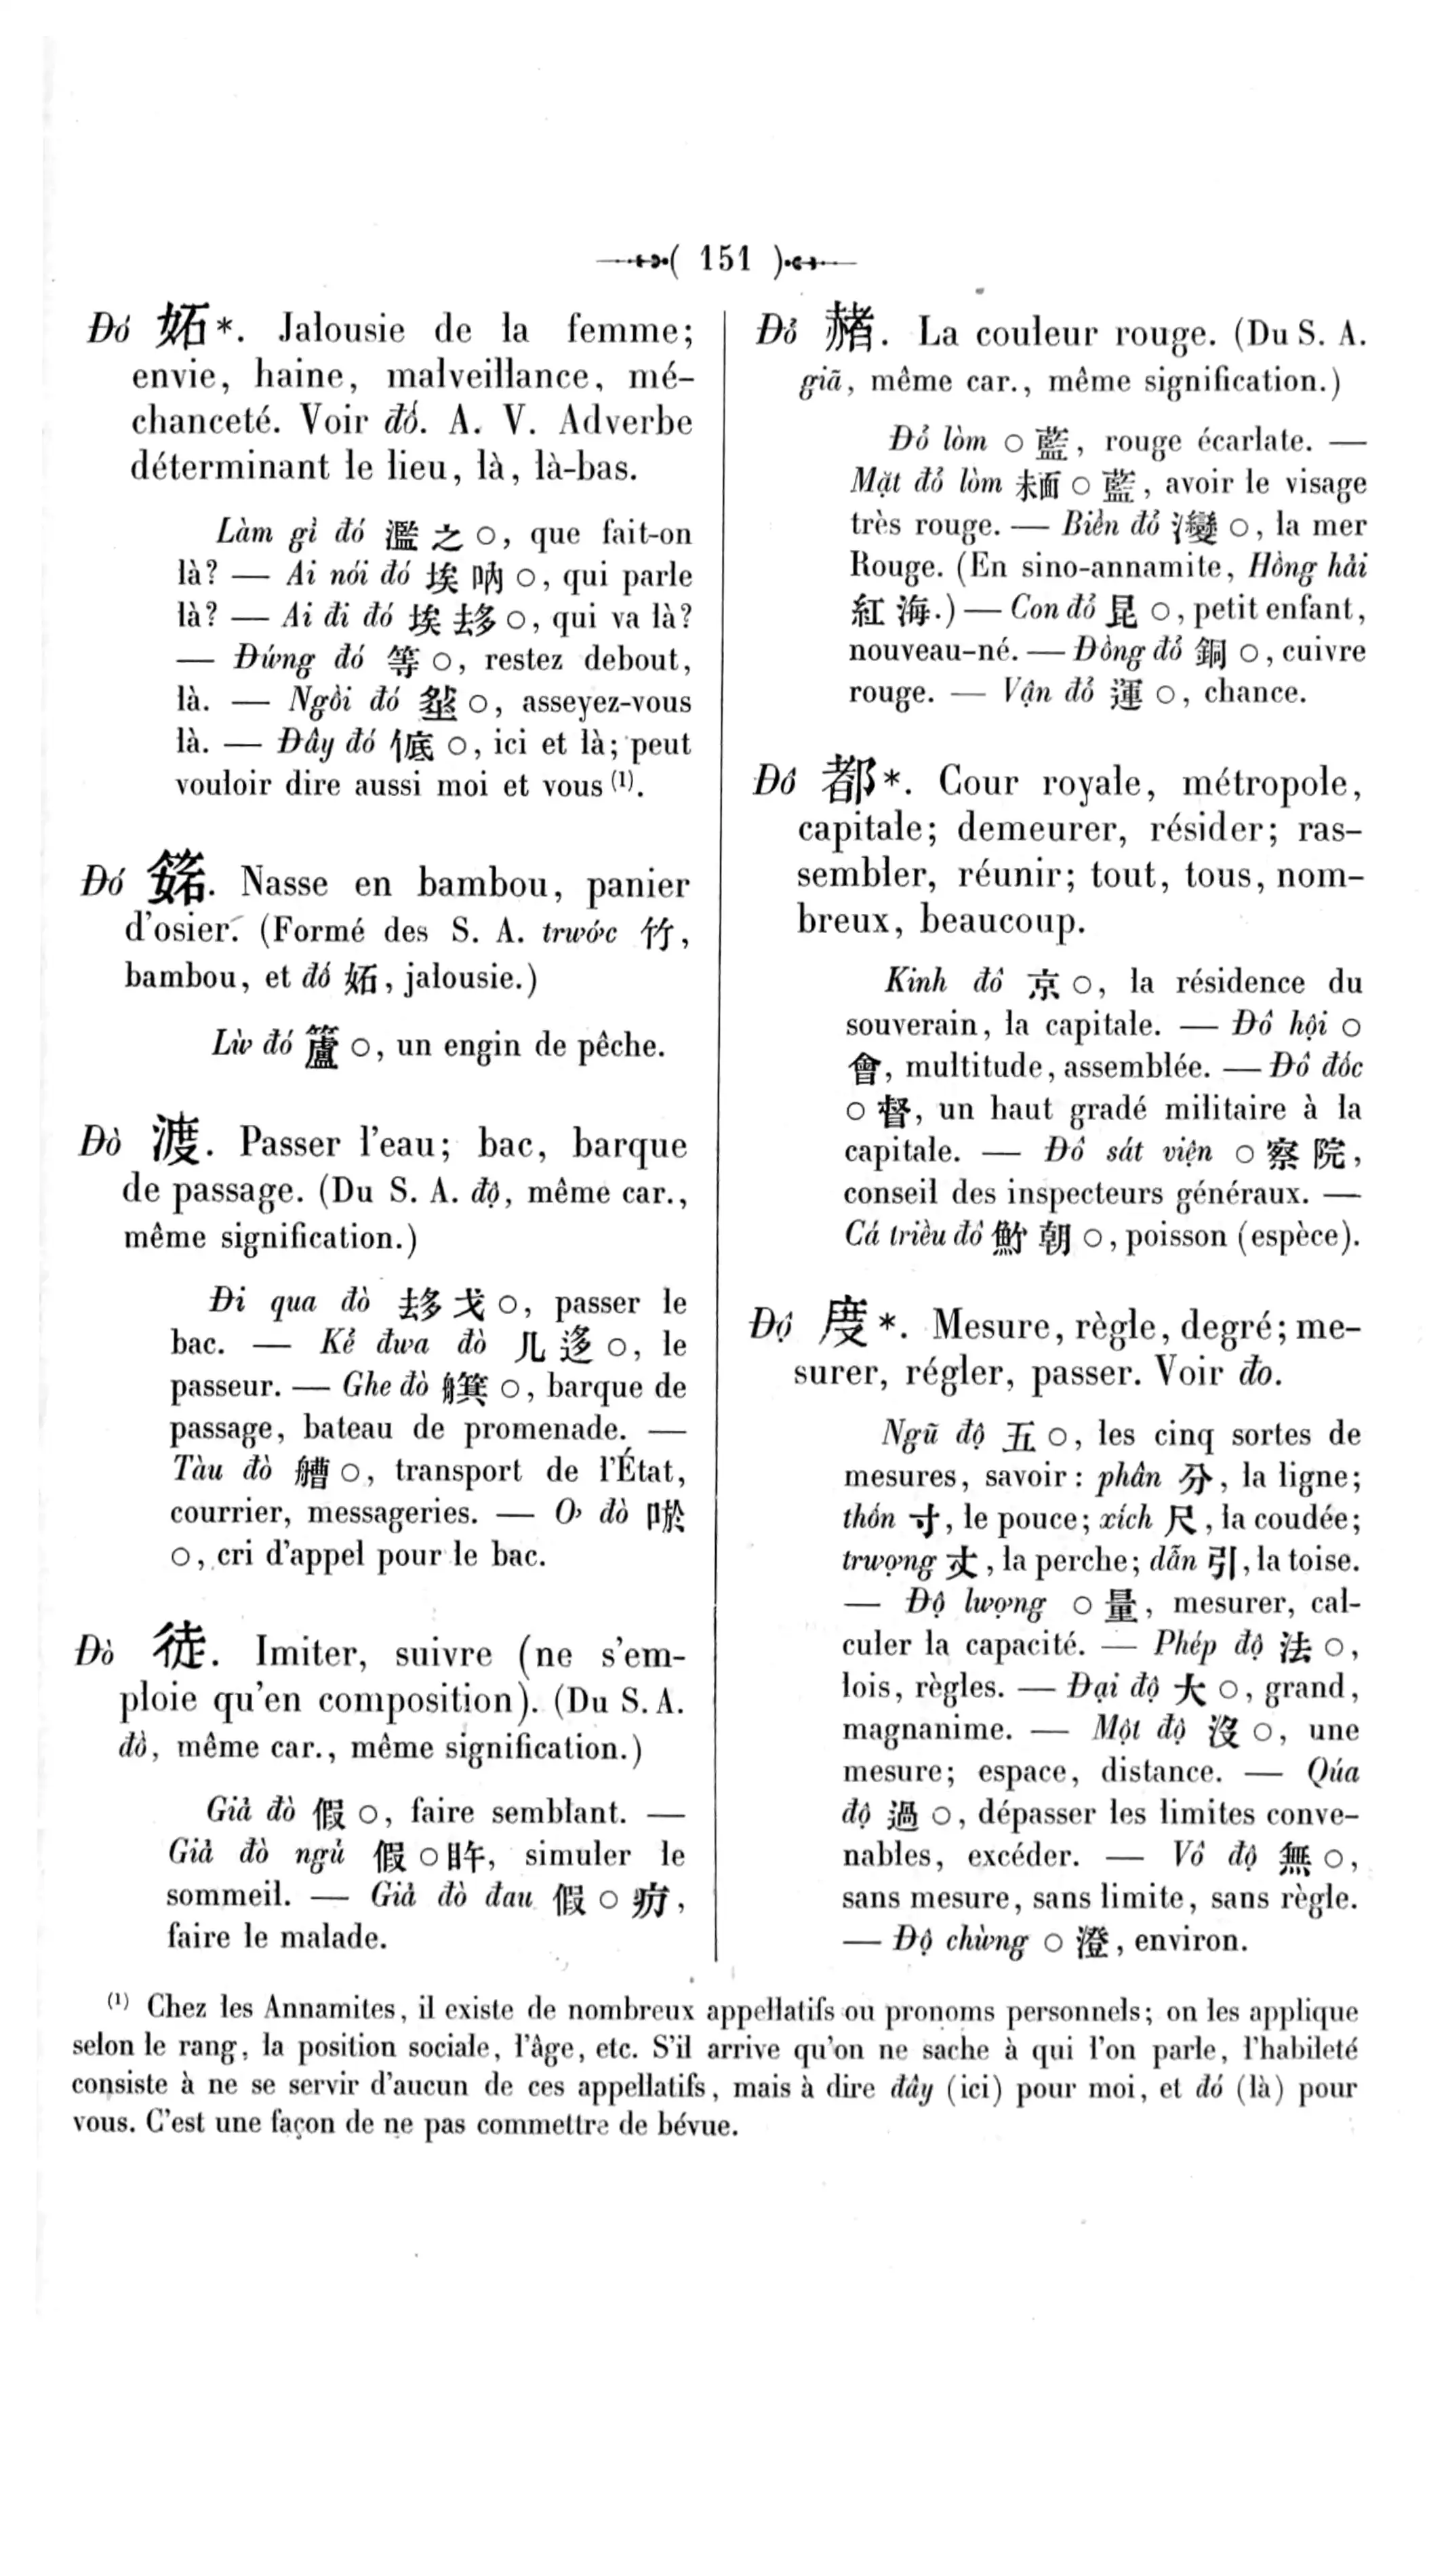 ( 151 )
Đó 妬*. Jalousie de la femme;
envie, haine, malveillance, mé-
chanceté. Voir đố. A. V. Adverbe
déterminant le lieu, là, là-bas.
Làm gì đó 濫 之 ○, que fait-on
là? — Ai nói đó 埃 吶 ○, qui parle
là? — Ai đi đó 埃 𠫾 ○, qui va là?
— Đứng đó 等 ○, restez debout,
là. — Ngồi đó ○, asseyez-vous
là. — Đây đó ○, ici et là; peut
vouloir dire aussi moi et vous (1).
Đó. Nasse en bambou, panier
d'osier. (Formé des S. A. trước 竹,
bambou, et đố 妬, jalousie.)
Lừ đó 籚 ○, un engin de pêche.
Đò 渡. Passer l'eau; bac, barque
de passage. (Du S. A. độ, même car.,
même signification.)
Đi qua đò 𠫾 戈 ○, passer le
bac. — Kẻ đưa đò 几 迻 ○, le
passeur. — Ghe đò ○, barque de
passage, bateau de promenade. —
Tàu đò 艚 ○, transport de l'État,
courrier, messageries. — Ơ đò 唹
○, cri d'appel pour le bac.
Đò 徒. Imiter, suivre (ne s'em-
ploie qu'en composition). (Du S. A.
đồ, même car., même signification.)
Giả đò 假 ○, faire semblant. —
Giả đò ngủ 假 ○ 旿, simuler le
sommeil. — Giả đò đau 假 ○ 疠,
faire le malade.
Đỏ 赭. La couleur rouge. (Du S. A.
giã, même car., même signification.)
Đỏ lòm ○ 藍, rouge écarlate. —
Mặt đỏ lòm ○ 藍, avoir le visage
très rouge. — Biển đỏ ○, la mer
Rouge. (En sino-annamite, Hồng hải
紅 海.) — Con đỏ 昆 ○, petit enfant,
nouveau-né. — Đồng đỏ 銅 ○, cuivre
rouge. — Vận đỏ 運 ○, chance.
Đô 都*. Cour royale, métropole,
capitale; demeurer, résider; ras-
sembler, réunir; tout, tous, nom-
breux, beaucoup.
Kinh đô 京 ○, la résidence du
souverain, la capitale. — Đô hội ○
會, multitude, assemblée. — Đô đốc
○ 督, un haut gradé militaire à la
capitale. — Đô sát viện ○ 察 院,
conseil des inspecteurs généraux. —
Cá triều đô 朝 ○, poisson (espèce).
Độ 度*. Mesure, règle, degré; me-
surer, régler, passer. Voir đo.
Ngũ độ 五 ○, les cinq sortes de
mesures, savoir: phân 分, la ligne;
thốn 寸, le pouce; xích 尺, la coudée;
trượng 丈, la perche; dẫn 引, la toise.
— Độ lượng ○ 量, mesurer, cal-
culer la capacité. — Phép độ 法 ○,
lois, règles. — Đại độ 大 ○, grand,
magnanime. — Một độ 沒 ○, une
mesure; espace, distance. — Qúa
độ 過 ○, dépasser les limites conve-
nables, excéder. — Vô độ 無 ○,
sans mesure, sans limite, sans règle.
— Độ chừng ○ 澄, environ.
(1) Chez les Annamites, il existe de nombreux appellatifs ou pronoms personnels; on les applique
selon le rang, la position sociale, l'âge, etc. S'il arrive qu'on ne sache à qui l'on parle, l'habileté
consiste à ne se servir d'aucun de ces appellatifs, mais à dire đây (ici) pour moi, et đó (là) pour
vous. C'est une façon de ne pas commettre de bévue.